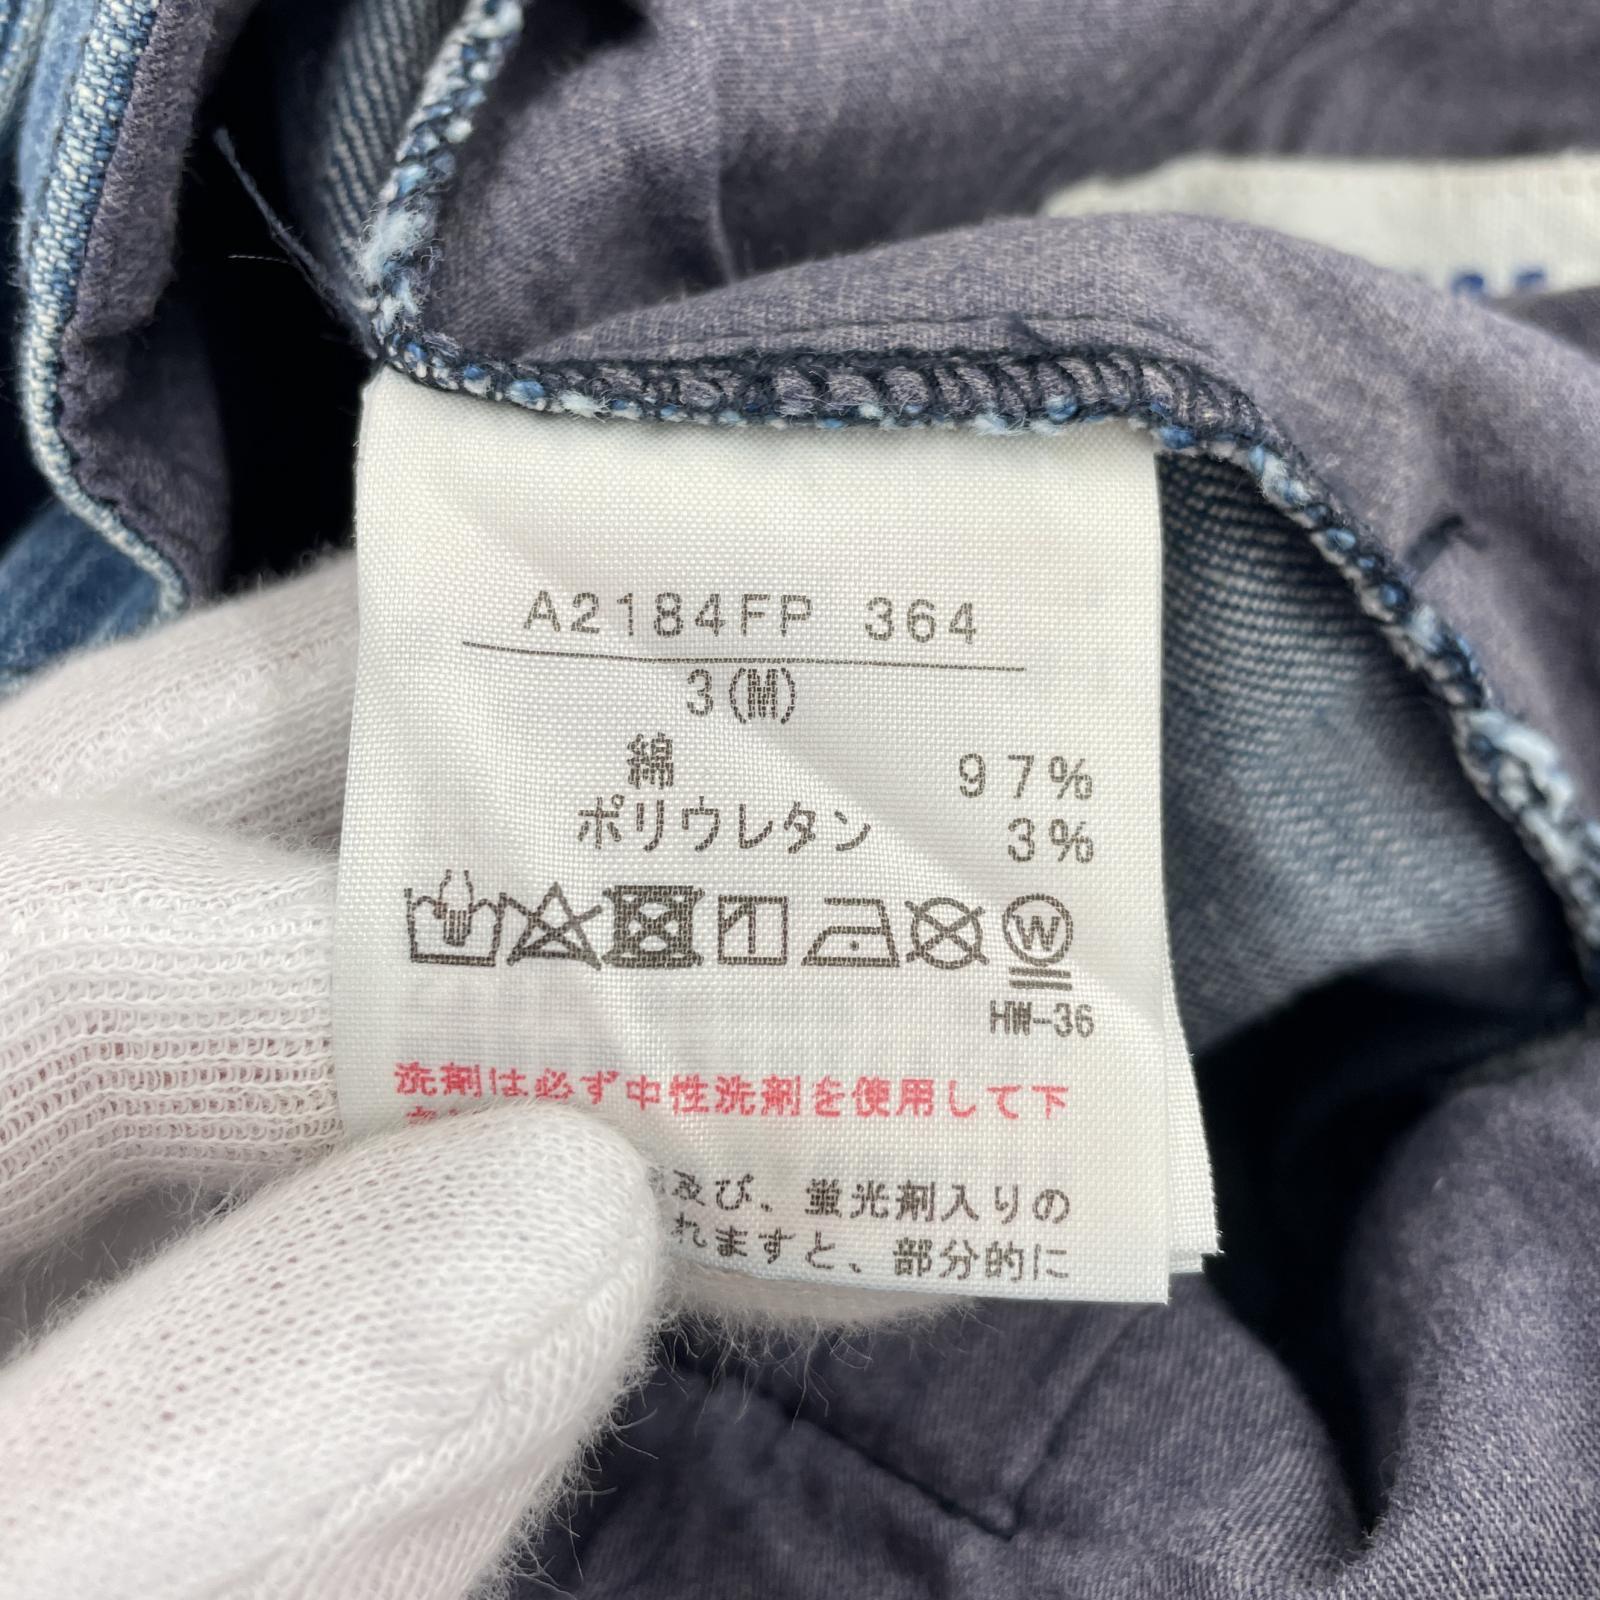 A2184FP 364
3(M)
綿 97%
ポリウレタン 3%
W
HW-36
洗剤は必ず中性洗剤を使用して下
及び、蛍光剤入りの
れますと、部分的に